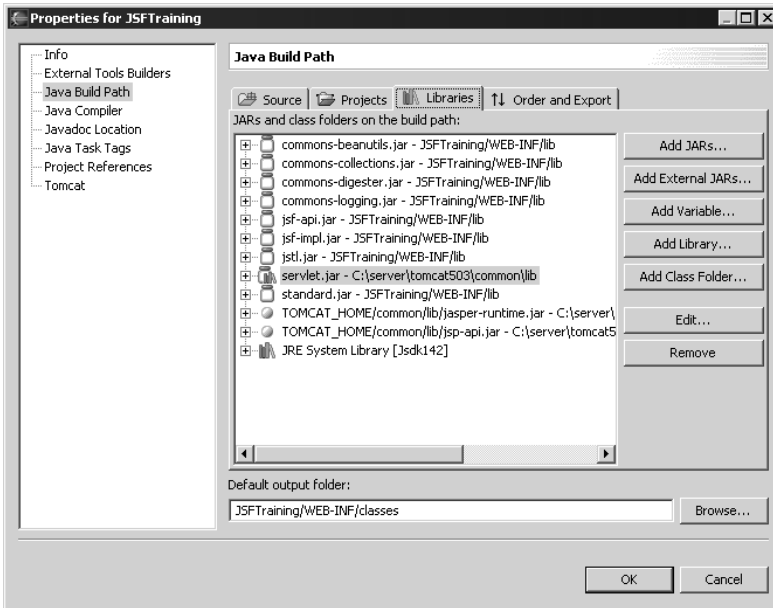 Properties for JSFTraining
Info
External Tools Builders
Java Build Path
Java Compiler
Javadoc Location
Java Task Tags
Project References
Tomcat
Java Build Path
Source
Projects
Libraries
Order and Export
JARs and class folders on the build path:
commons-beanutils.jar - JSFTraining/WEB-INF/lib
commons-collections.jar - JSFTraining/WEB-INF/lib
commons-digester.jar - JSFTraining/WEB-INF/lib
commons-logging.jar - JSFTraining/WEB-INF/lib
jsf-api.jar - JSFTraining/WEB-INF/lib
jsf-impl.jar - JSFTraining/WEB-INF/lib
jstl.jar - JSFTraining/WEB-INF/lib
servlet.jar - C:\server\tomcat503\common\lib
standard.jar - JSFTraining/WEB-INF/lib
TOMCAT_HOME/common/lib/jasper-runtime.jar - C:\server\
TOMCAT_HOME/common/lib/jsp-api.jar - C:\server\tomcat5
JRE System Library [Jsdk142]
Add JARs...
Add External JARs...
Add Variable...
Add Library...
Add Class Folder...
Edit...
Remove
Default output folder:
JSFTraining/WEB-INF/classes
Browse...
OK
Cancel